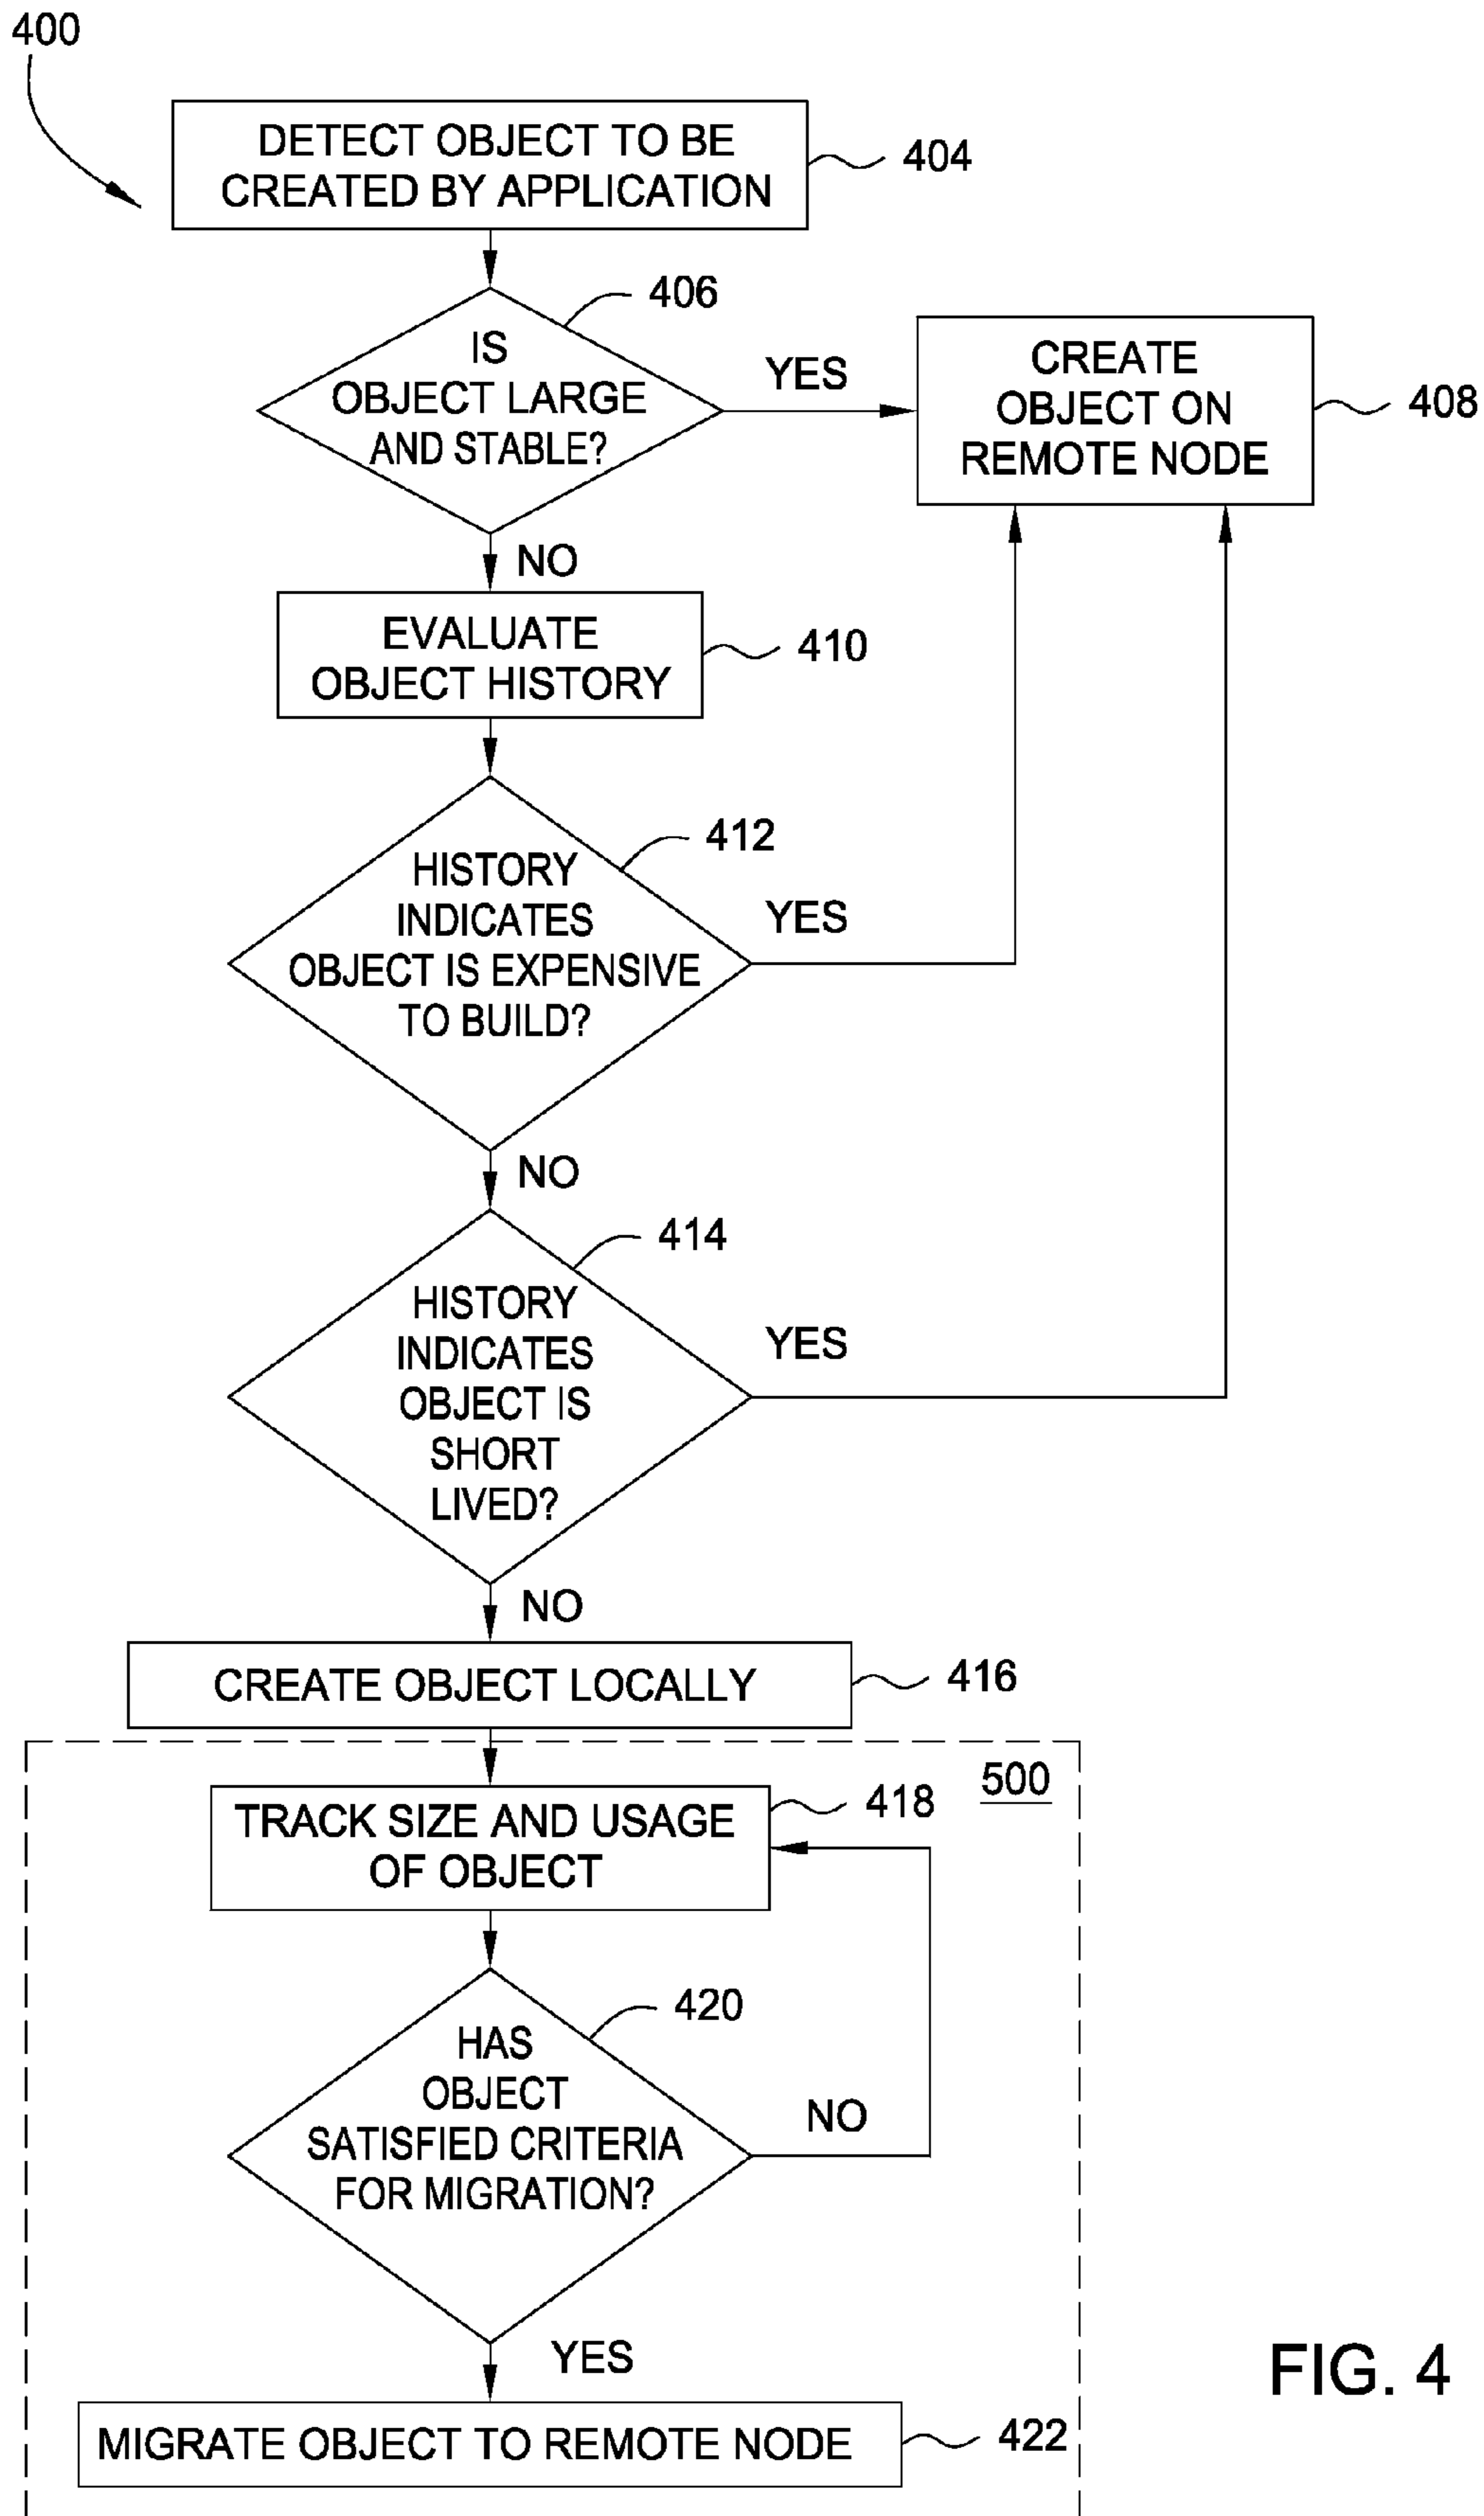 400
DETECT OBJECT TO BE
CREATED BY APPLICATION
404
406
IS
OBJECT LARGE
AND STABLE?
YES
CREATE
OBJECT ON
REMOTE NODE
408
NO
EVALUATE
OBJECT HISTORY
410
412
HISTORY
INDICATES
OBJECT IS EXPENSIVE
TO BUILD?
YES
NO
414
HISTORY
INDICATES
OBJECT IS
SHORT
LIVED?
YES
NO
CREATE OBJECT LOCALLY
416
500
TRACK SIZE AND USAGE
OF OBJECT
418
420
HAS
OBJECT
SATISFIED CRITERIA
FOR MIGRATION?
NO
YES
MIGRATE OBJECT TO REMOTE NODE
422
FIG. 4